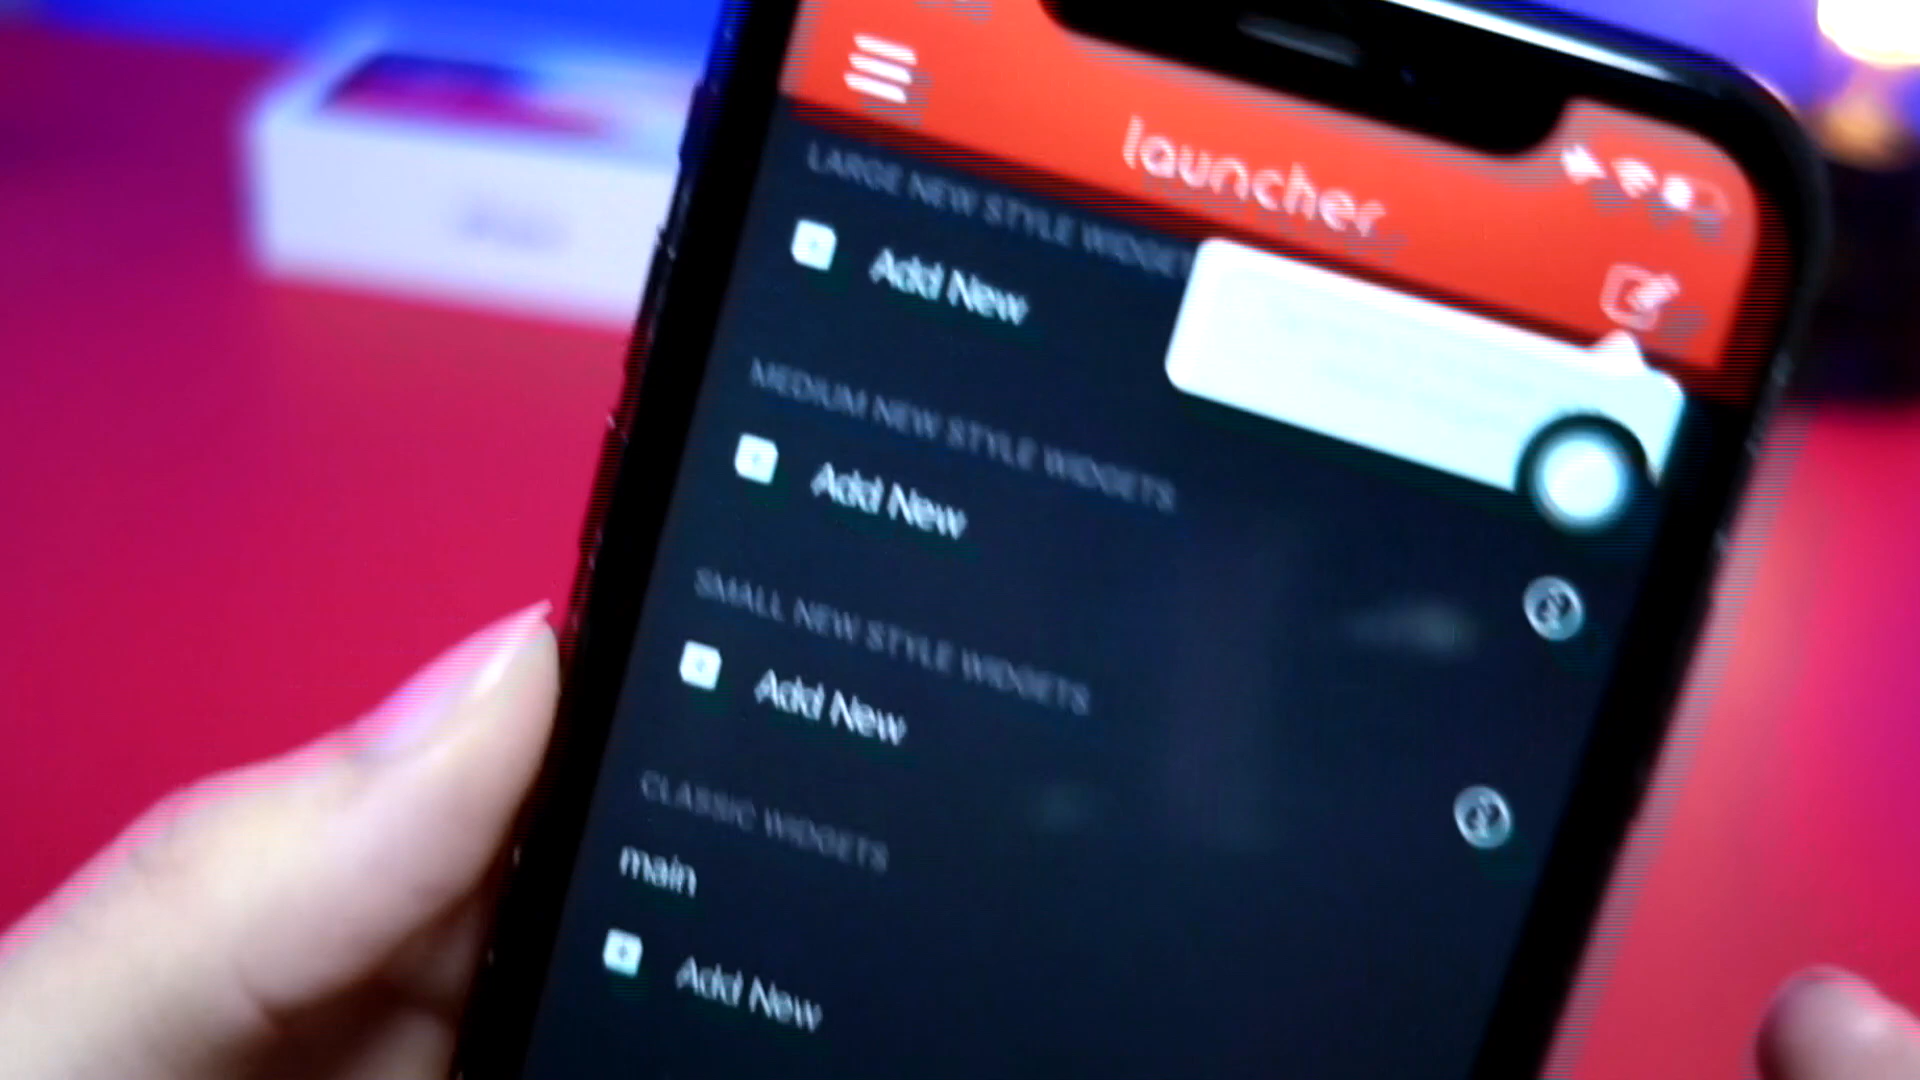 launcher
LARGE NEW STYLE WIDGE
Add New
MEDIUM NEW STYLE WIDGETS
Add New
SMALL NEW STYLE WIDGETS
Add New
CLASSIC WIDGETS
main
Add New